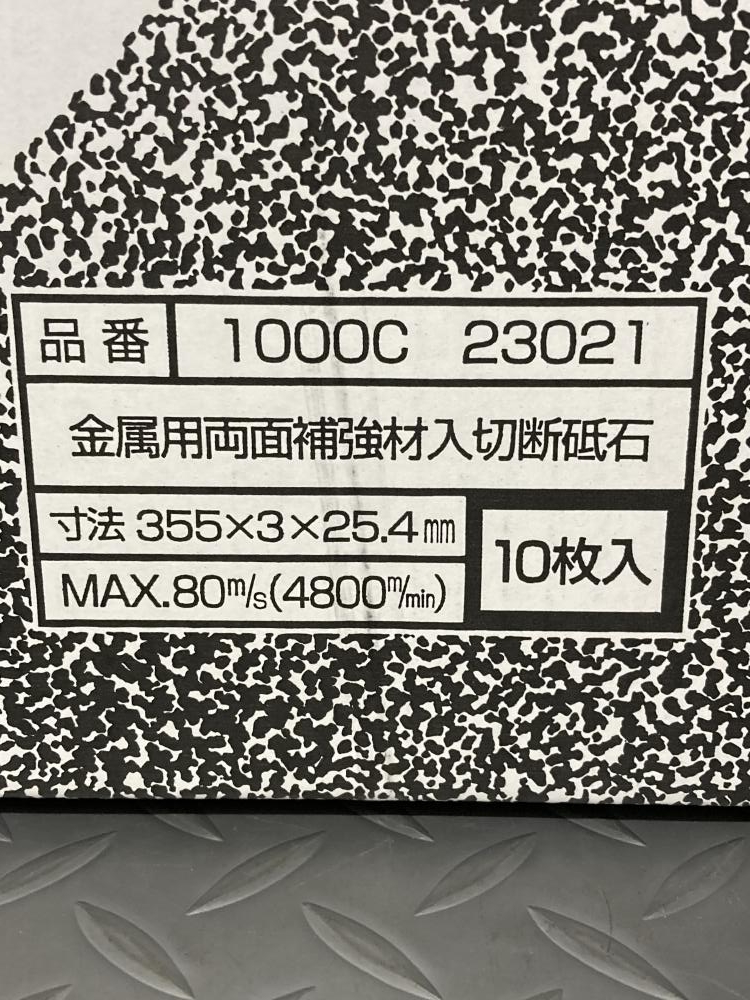 品番 1000C 23021
金属用両面補強材入切断砥石
寸法 355×3×25.4㎜
10枚入
MAX.80m/s(4800m/min)